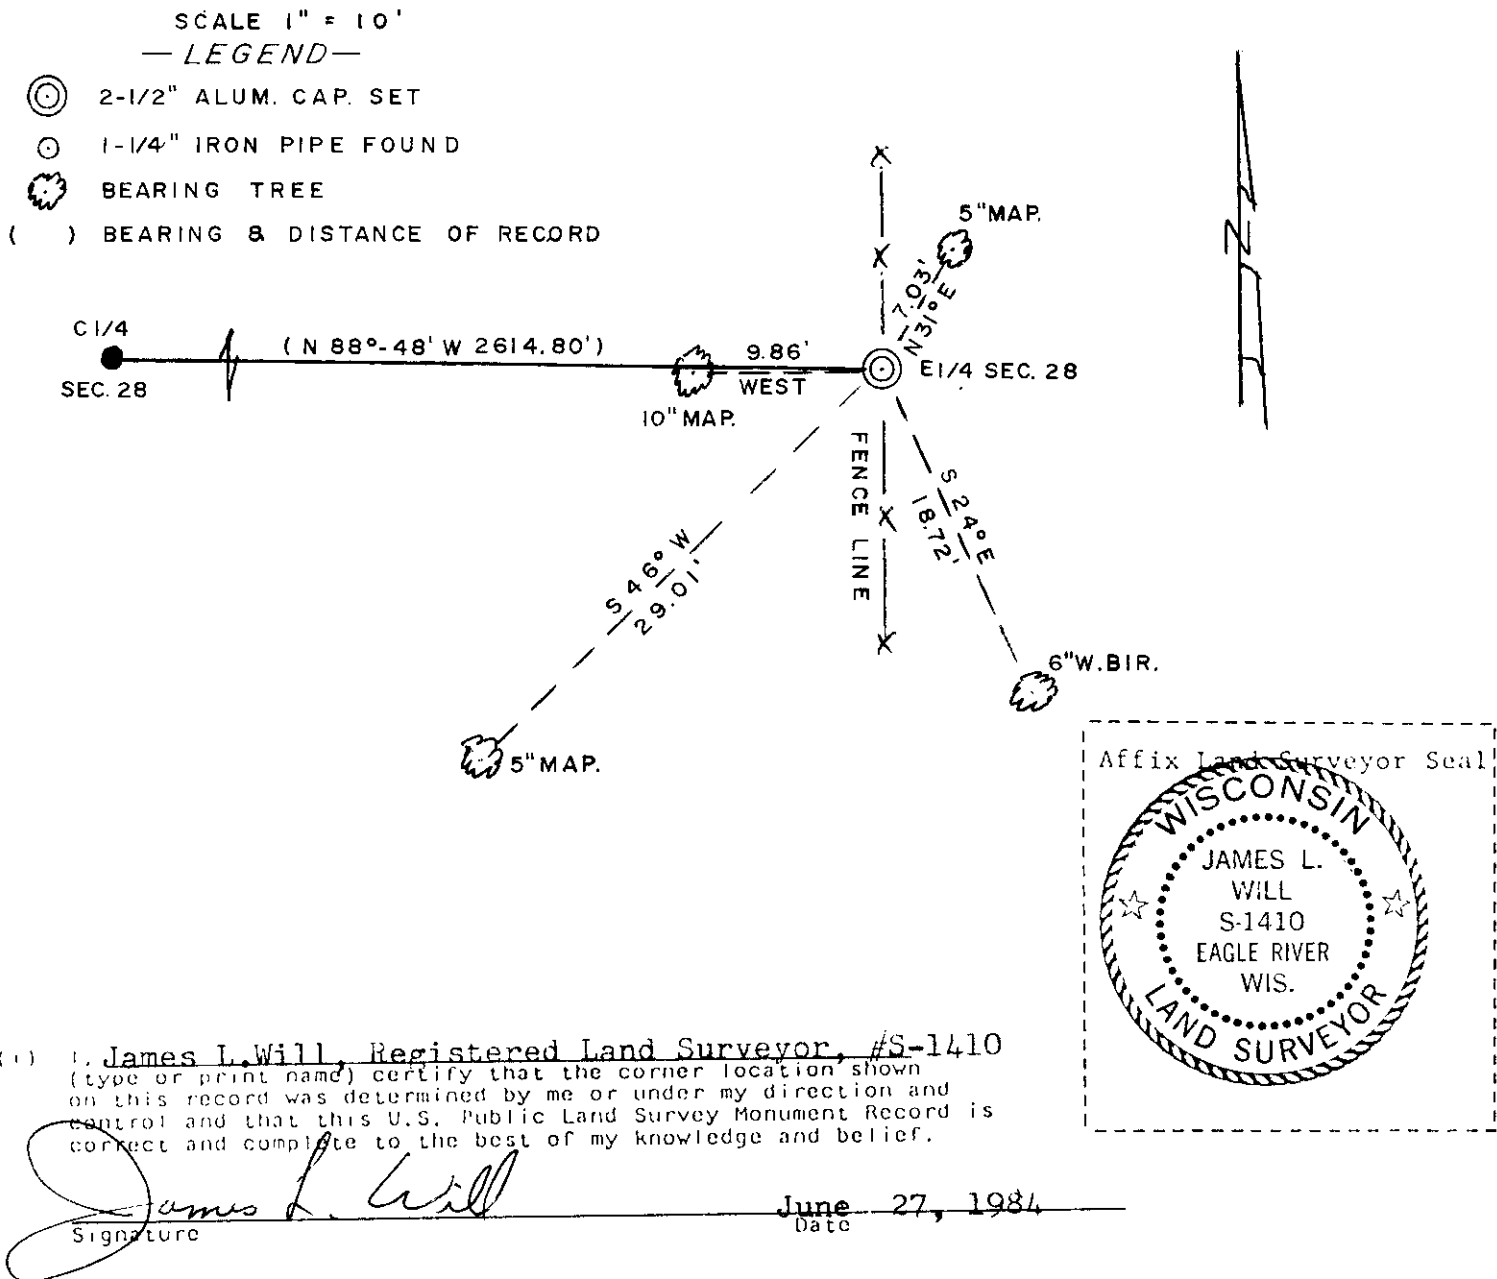 SCALE 1" = 10'
—LEGEND—
2-1/2" ALUM. CAP. SET
1-1/4" IRON PIPE FOUND
BEARING TREE
( ) BEARING & DISTANCE OF RECORD
5"MAP.
7.03'
N31°E
C1/4
(N 88°-48' W 2614.80')
9.86'
WEST
E1/4 SEC. 28
SEC. 28
10"MAP.
FENCE LINE
S 24° E
18.72'
S 46° W
29.01'
6"W.BIR.
5"MAP.
Affix Land Surveyor Seal
WISCONSIN
JAMES L.
WILL
S-1410
EAGLE RIVER
WIS.
LAND SURVEYOR
I, James L.Will, Registered Land Surveyor, #S-1410
(type or print name) certify that the corner location shown
on this record was determined by me or under my direction and
control and that this U.S. Public Land Survey Monument Record is
correct and complete to the best of my knowledge and belief.
James L. Will
June 27, 1984
Signature
Date